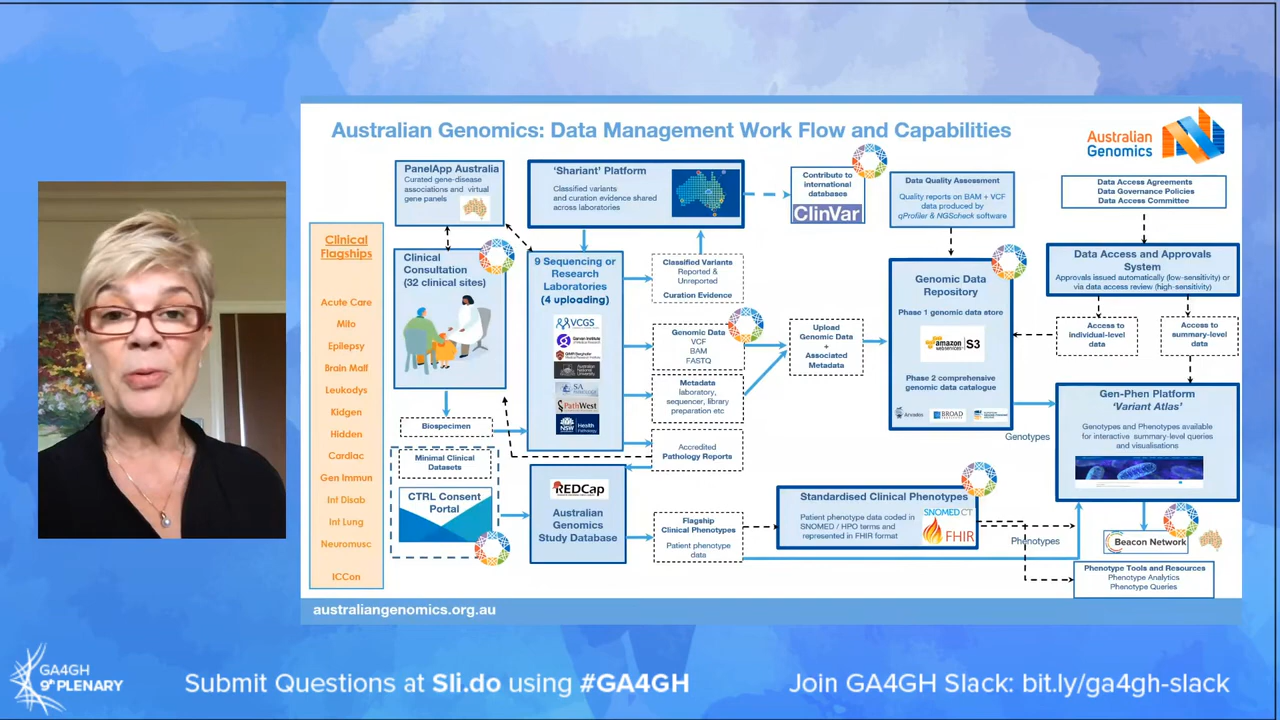 Australian Genomics: Data Management Work Flow and Capabilities
Australian
Genomics
Clinical
Flagships
Acute Care
Mito
Epilepsy
Brain Malf
Leukodys
Kidgen
Hidden
Cardiac
Gen Immun
Int Disab
Int Lung
Neuromusc
ICCon
PanelApp Australia
Curated gene-disease
associations and virtual
gene panels
Clinical
Consultation
(32 clinical sites)
Biospecimen
Minimal Clinical
Datasets
CTRL Consent
Portal
'Shariant' Platform
Classified variants
and curation evidence shared
across laboratories
9 Sequencing or
Research
Laboratories
(4 uploading)
VCGS
Garvan Institute
SA
PathWest
NSW
Health
Pathology
REDCap
Australian
Genomics
Study Database
Classified Variants
Reported &
Unreported
Curation Evidence
Genomic Data
VCF
BAM
FASTQ
Metadata
laboratory,
sequencer, library
preparation etc
Accredited
Pathology Reports
Flagship
Clinical Phenotypes
Patient phenotype
data
Contribute to
international
databases
ClinVar
Upload
Genomic Data
+
Associated
Metadata
Standardised Clinical Phenotypes
Patient phenotype data coded in
SNOMED / HPO terms and
represented in FHIR format
SNOMED CT
FHIR
Data Quality Assessment
Quality reports on BAM + VCF
data produced by
qProfiler & NGScheck software
Genomic Data
Repository
Phase 1 genomic data store
amazon
webservices
S3
Phase 2 comprehensive
genomic data catalogue
BROAD
Genotypes
Phenotypes
Data Access Agreements
Data Governance Policies
Data Access Committee
Data Access and Approvals
System
Approvals issued automatically (low-sensitivity) or
via data access review (high-sensitivity)
Access to
individual-level
data
Access to
summary-level
data
Gen-Phen Platform
'Variant Atlas'
Genotypes and Phenotypes available
for interactive summary-level queries
and visualisations
Beacon Network
Phenotype Tools and Resources
Phenotype Analytics
Phenotype Queries
australiangenomics.org.au
GA4GH
9th PLENARY
Submit Questions at Sli.do using #GA4GH
Join GA4GH Slack: bit.ly/ga4gh-slack